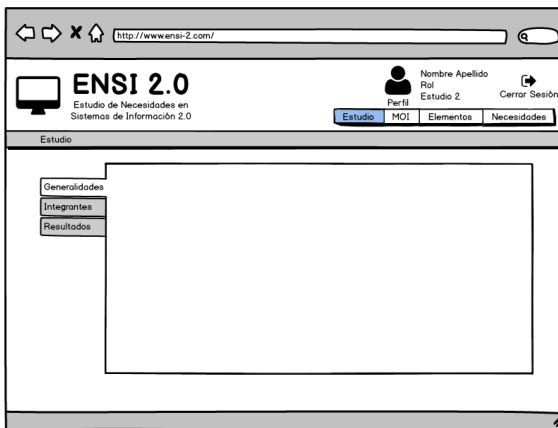 http://www.ensi-2.com/
ENSI 2.0
Estudio de Necesidades en
Sistemas de Información 2.0
Perfil
Nombre Apellido
Rol
Estudio 2
Cerrar Sesión
Estudio MOI Elementos Necesidades
Estudio
Generalidades
Integrantes
Resultados